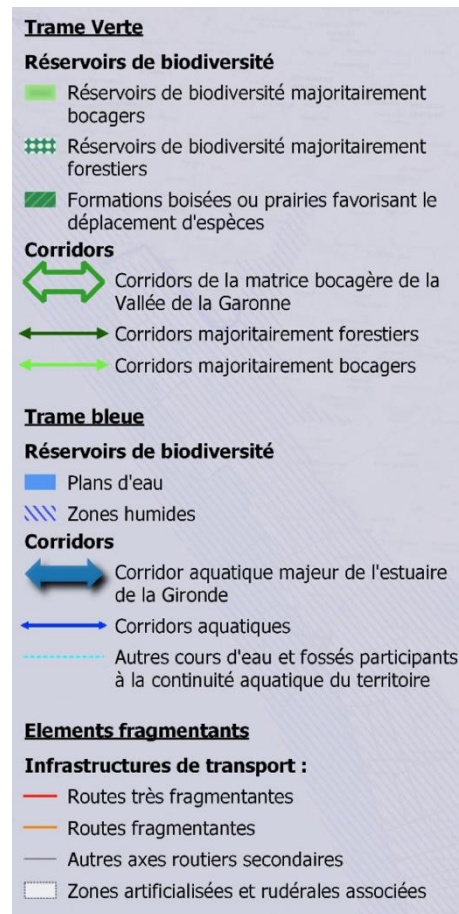 Trame Verte
Réservoirs de biodiversité
Réservoirs de biodiversité majoritairement
bocagers
Réservoirs de biodiversité majoritairement
forestiers
Formations boisées ou prairies favorisant le
déplacement d'espèces
Corridors
Corridors de la matrice bocagère de la
Vallée de la Garonne
Corridors majoritairement forestiers
Corridors majoritairement bocagers
Trame bleue
Réservoirs de biodiversité
Plans d'eau
Zones humides
Corridors
Corridor aquatique majeur de l'estuaire
de la Gironde
Corridors aquatiques
Autres cours d'eau et fossés participants
à la continuité aquatique du territoire
Elements fragmentants
Infrastructures de transport :
Routes très fragmentantes
Routes fragmentantes
Autres axes routiers secondaires
Zones artificialisées et rudérales associées